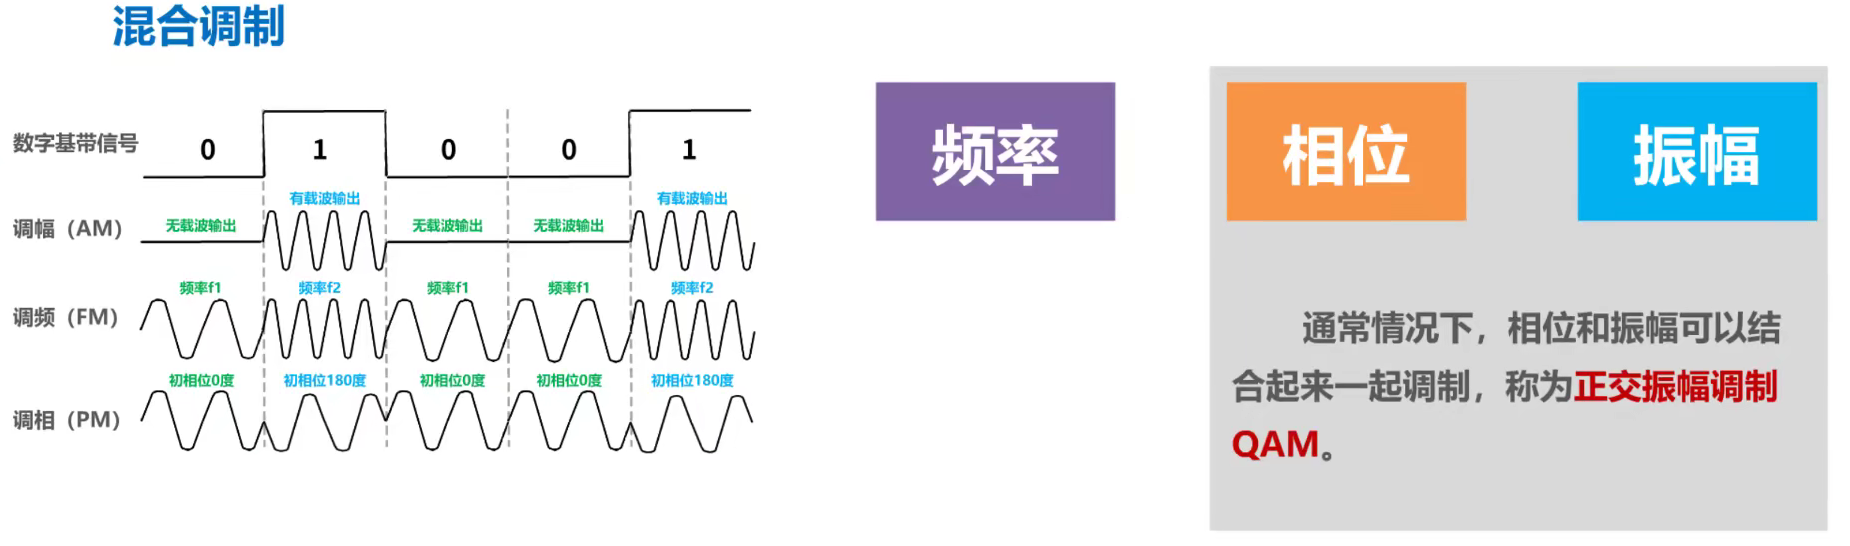 混合调制
数字基带信号
0 1 0 0 1
有载波输出 有载波输出
调幅（AM） 无载波输出 无载波输出 无载波输出
频率f1 频率f2 频率f1 频率f1 频率f2
调频（FM）
初相位0度 初相位180度 初相位0度 初相位0度 初相位180度
调相（PM）
频率
相位
振幅
通常情况下，相位和振幅可以结
合起来一起调制，称为正交振幅调制
QAM。